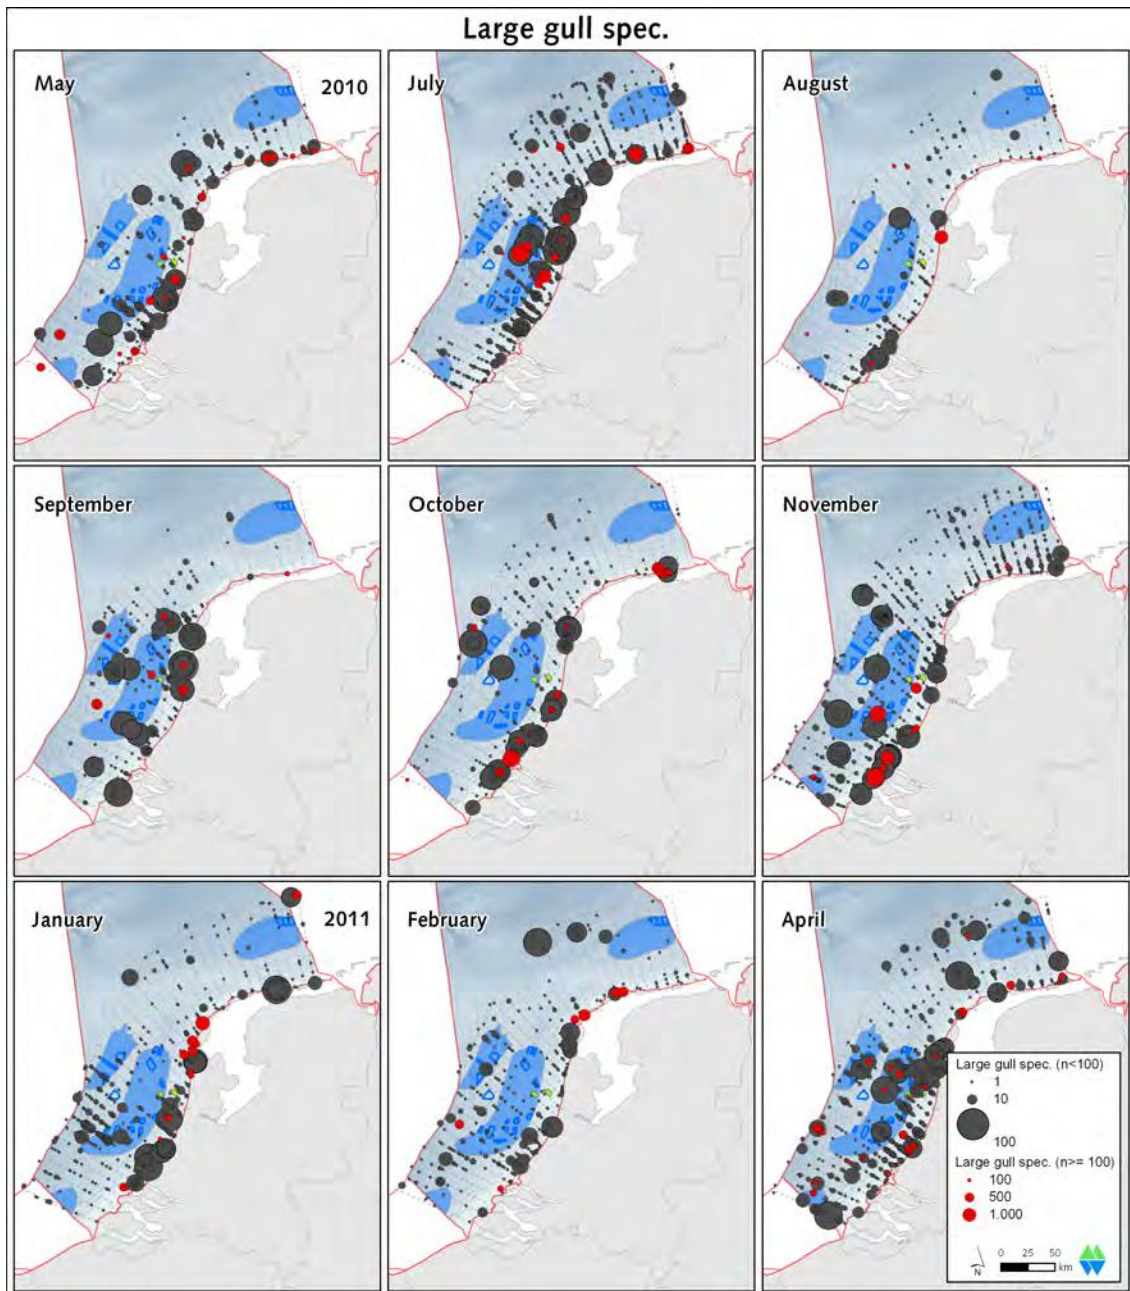 Large gull spec.
May
2010
July
August
September
October
November
January
2011
February
April
Large gull spec. (n<100)
1
10
100
Large gull spec. (n>= 100)
100
500
1.000
0 25 50
km
N